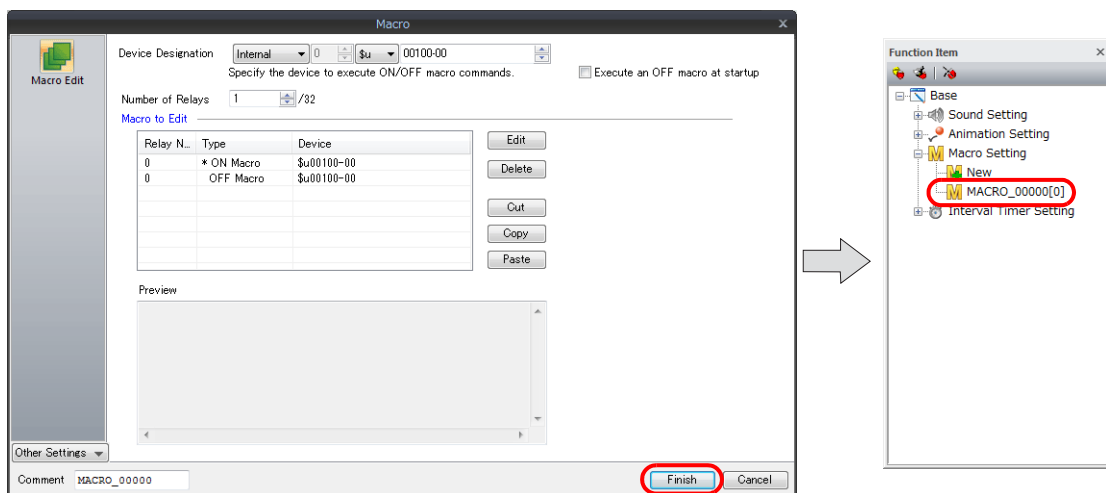 Macro
Macro Edit
Device Designation Internal 0 $u 00100-00
Specify the device to execute ON/OFF macro commands.
Execute an OFF macro at startup
Number of Relays 1 /32
Macro to Edit
Relay N... Type Device
0 * ON Macro $u00100-00
0 OFF Macro $u00100-00
Edit
Delete
Cut
Copy
Paste
Preview
Other Settings
Comment MACRO_00000
Finish Cancel
Function Item
Base
Sound Setting
Animation Setting
Macro Setting
New
MACRO_00000[0]
Interval Timer Setting